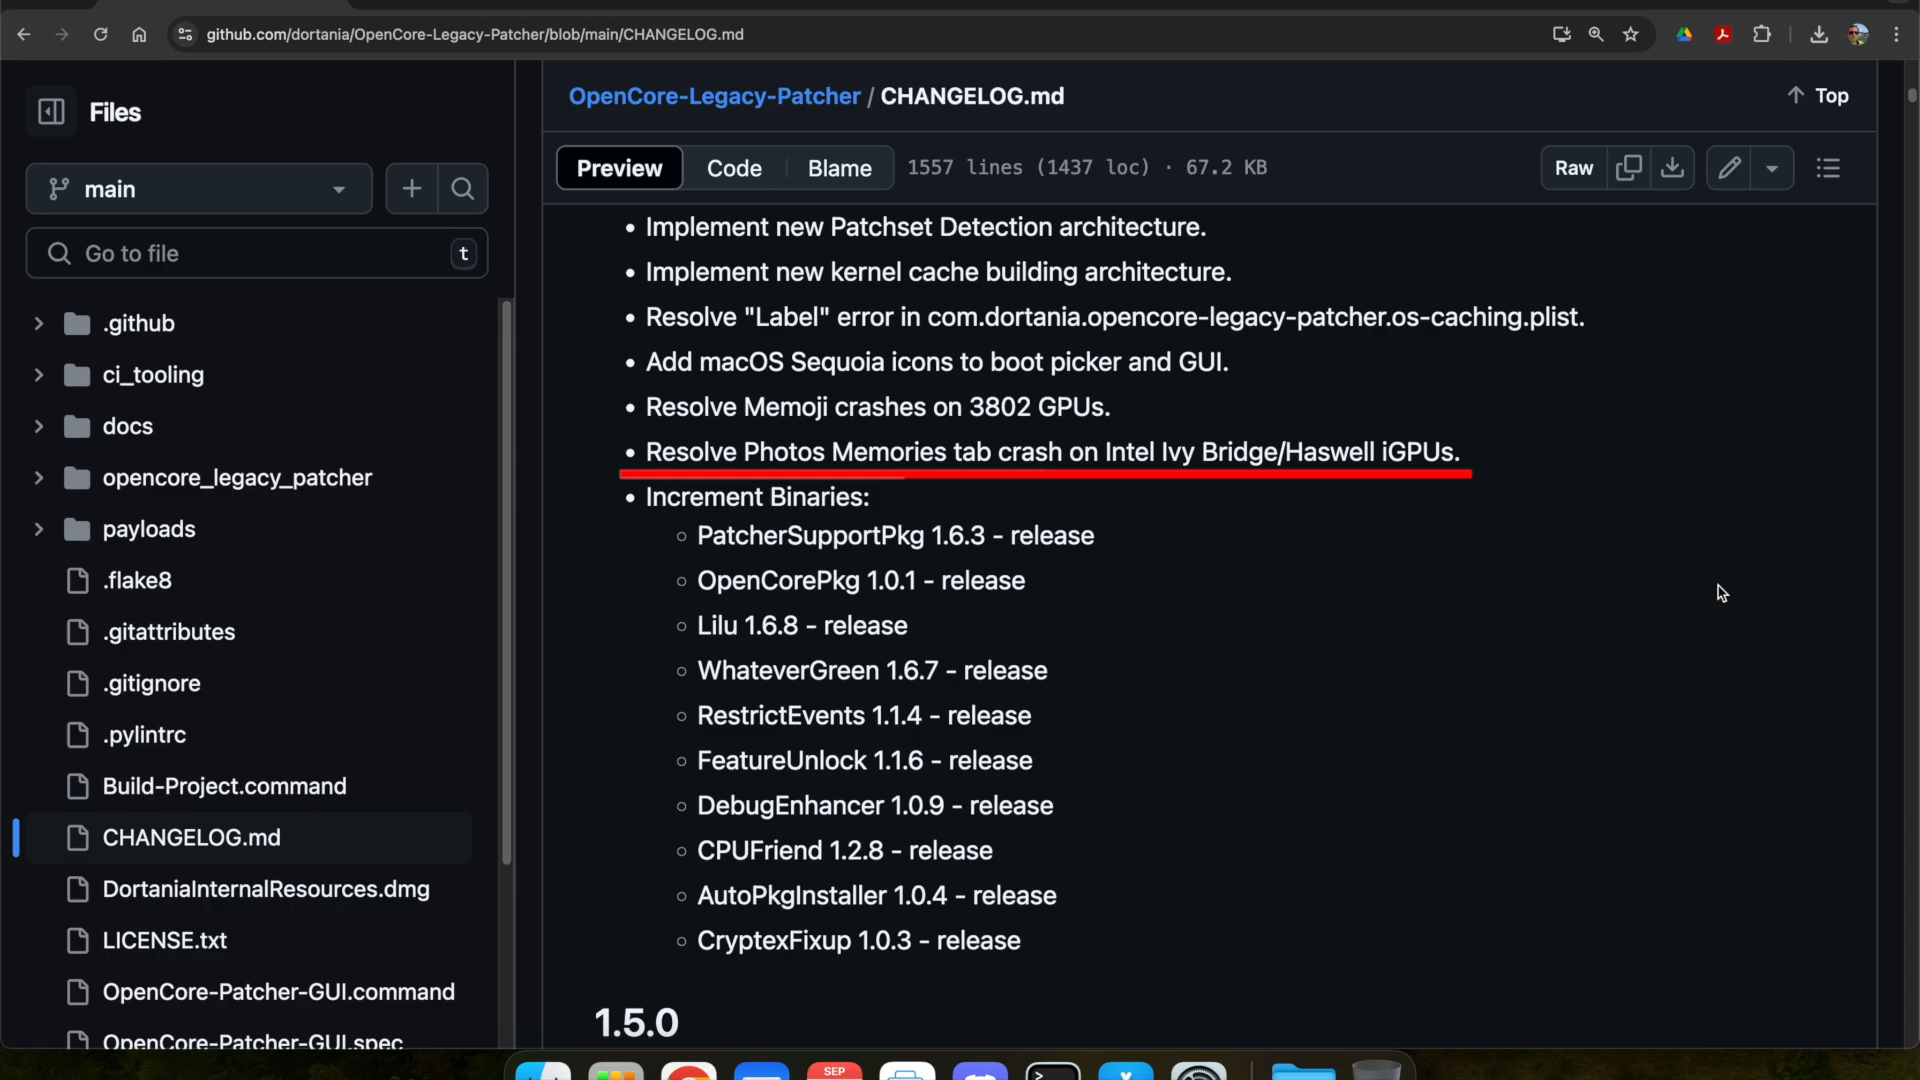 github.com/dortania/OpenCore-Legacy-Patcher/blob/main/CHANGELOG.md
Files
main
Go to file
t
.github
ci_tooling
docs
opencore_legacy_patcher
payloads
.flake8
.gitattributes
.gitignore
.pylintrc
Build-Project.command
CHANGELOG.md
DortaniaInternalResources.dmg
LICENSE.txt
OpenCore-Patcher-GUI.command
OpenCore-Patcher-GUI.spec
OpenCore-Legacy-Patcher / CHANGELOG.md
Top
Preview
Code
Blame
1557 lines (1437 loc) · 67.2 KB
Raw
• Implement new Patchset Detection architecture.
• Implement new kernel cache building architecture.
• Resolve "Label" error in com.dortania.opencore-legacy-patcher.os-caching.plist.
• Add macOS Sequoia icons to boot picker and GUI.
• Resolve Memoji crashes on 3802 GPUs.
• Resolve Photos Memories tab crash on Intel Ivy Bridge/Haswell iGPUs.
• Increment Binaries:
◦ PatcherSupportPkg 1.6.3 - release
◦ OpenCorePkg 1.0.1 - release
◦ Lilu 1.6.8 - release
◦ WhateverGreen 1.6.7 - release
◦ RestrictEvents 1.1.4 - release
◦ FeatureUnlock 1.1.6 - release
◦ DebugEnhancer 1.0.9 - release
◦ CPUFriend 1.2.8 - release
◦ AutoPkgInstaller 1.0.4 - release
◦ CryptexFixup 1.0.3 - release
1.5.0
SEP